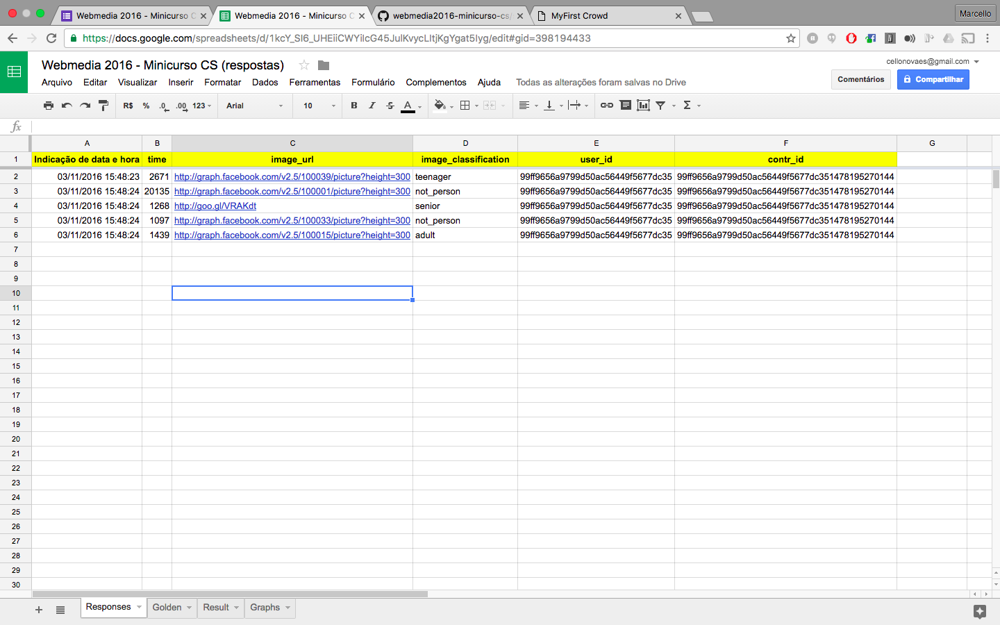 Webmedia 2016 - Minicurso C
Webmedia 2016 - Minicurso C
webmedia2016-minicurso-cs/
MyFirst Crowd
Marcello
https://docs.google.com/spreadsheets/d/1kcY_SI6_UHEiiCWYilcG45JulKvycLItjKgYgat5Iyg/edit#gid=398194433
Webmedia 2016 - Minicurso CS (respostas)
cellonovaes@gmail.com
Arquivo Editar Visualizar Inserir Formatar Dados Ferramentas Formulário Complementos Ajuda Todas as alterações foram salvas no Drive
Comentários Compartilhar
R$ % .0 .00 123 Arial 10 B I S A Σ
fx
A B C D E F G
1 Indicação de data e hora time image_url image_classification user_id contr_id
2 03/11/2016 15:48:23 2671 http://graph.facebook.com/v2.5/100039/picture?height=300 teenager 99ff9656a9799d50ac56449f5677dc35 99ff9656a9799d50ac56449f5677dc351478195270144
3 03/11/2016 15:48:24 20135 http://graph.facebook.com/v2.5/100001/picture?height=300 not_person 99ff9656a9799d50ac56449f5677dc35 99ff9656a9799d50ac56449f5677dc351478195270144
4 03/11/2016 15:48:24 1268 http://goo.gl/VRAKdt senior 99ff9656a9799d50ac56449f5677dc35 99ff9656a9799d50ac56449f5677dc351478195270144
5 03/11/2016 15:48:24 1097 http://graph.facebook.com/v2.5/100033/picture?height=300 not_person 99ff9656a9799d50ac56449f5677dc35 99ff9656a9799d50ac56449f5677dc351478195270144
6 03/11/2016 15:48:24 1439 http://graph.facebook.com/v2.5/100015/picture?height=300 adult 99ff9656a9799d50ac56449f5677dc35 99ff9656a9799d50ac56449f5677dc351478195270144
7
8
9
10
11
12
13
14
15
16
17
18
19
20
21
22
23
24
25
26
27
28
29
30
Responses Golden Result Graphs